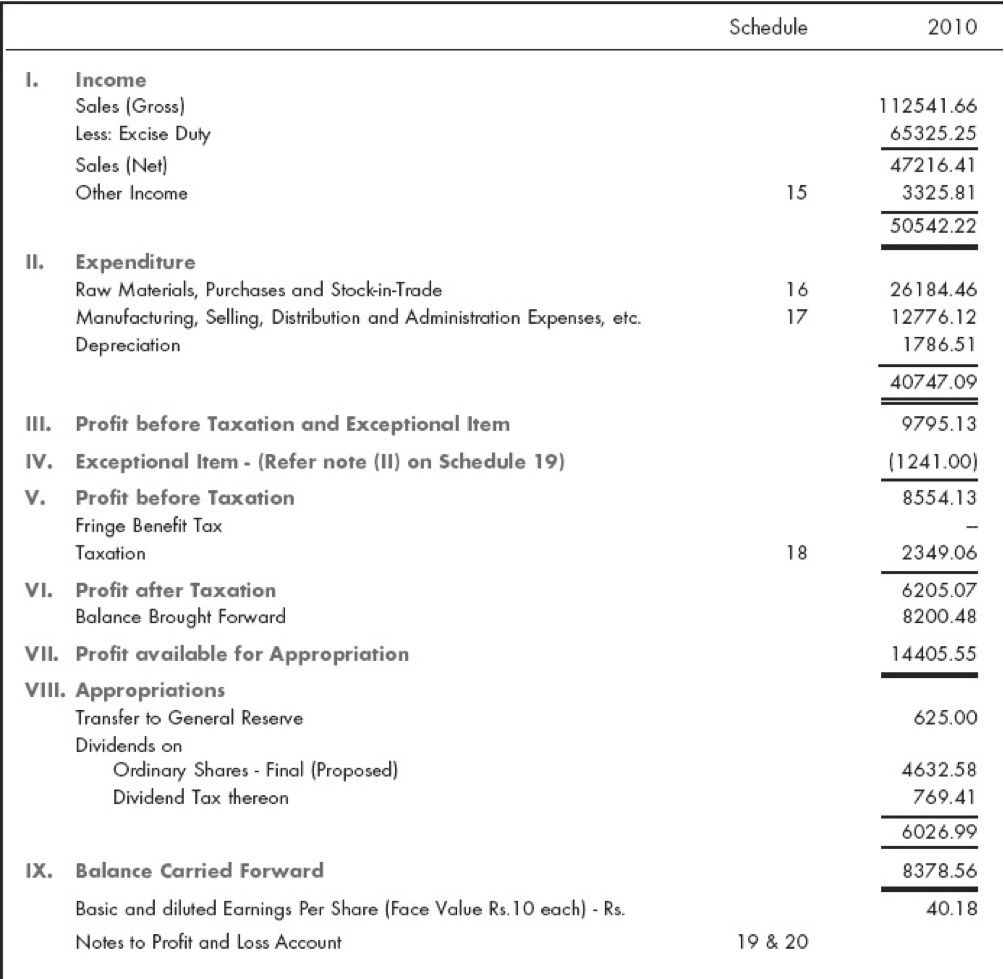 Schedule 2010
I. Income
Sales (Gross) 112541.66
Less: Excise Duty 65325.25
Sales (Net) 47216.41
Other Income 15 3325.81
50542.22
II. Expenditure
Raw Materials, Purchases and Stock-in-Trade 16 26184.46
Manufacturing, Selling, Distribution and Administration Expenses, etc. 17 12776.12
Depreciation 1786.51
40747.09
III. Profit before Taxation and Exceptional Item 9795.13
IV. Exceptional Item - (Refer note (II) on Schedule 19) (1241.00)
V. Profit before Taxation 8554.13
Fringe Benefit Tax –
Taxation 18 2349.06
VI. Profit after Taxation 6205.07
Balance Brought Forward 8200.48
VII. Profit available for Appropriation 14405.55
VIII. Appropriations
Transfer to General Reserve 625.00
Dividends on
Ordinary Shares - Final (Proposed) 4632.58
Dividend Tax thereon 769.41
6026.99
IX. Balance Carried Forward 8378.56
Basic and diluted Earnings Per Share (Face Value Rs.10 each) - Rs. 40.18
Notes to Profit and Loss Account 19 & 20